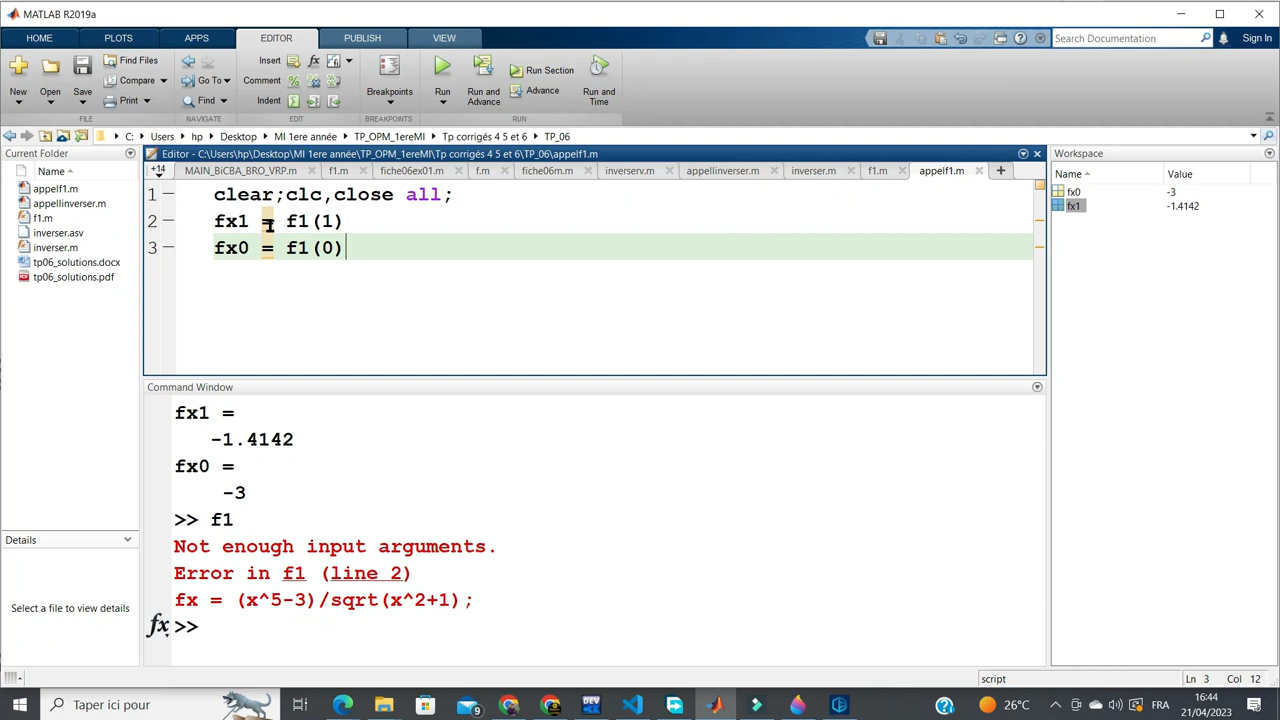 MATLAB R2019a
HOME PLOTS APPS EDITOR PUBLISH VIEW
Search Documentation Sign In
New Open Save Find Files Compare Print
Go To Find
Insert fx
Comment
Indent
Breakpoints
Run Run and Advance Run Section Advance Run and Time
FILE NAVIGATE EDIT BREAKPOINTS RUN
C: Users hp Desktop MI 1ere année TP_OPM_1ereMI Tp corrigés 4 5 et 6 TP_06
Current Folder
Name
appelf1.m
appellinverser.m
f1.m
inverser.asv
inverser.m
tp06_solutions.docx
tp06_solutions.pdf
Details
Select a file to view details
Editor - C:\Users\hp\Desktop\MI 1ere année\TP_OPM_1ereMI\Tp corrigés 4 5 et 6\TP_06\appelf1.m
+14 MAIN_BiCBA_BRO_VRP.m f1.m fiche06ex01.m f.m fiche06m.m inverserv.m appellinverser.m inverser.m f1.m appelf1.m
1 clear;clc,close all;
2 fx1 = f1(1)
3 fx0 = f1(0)
Command Window
fx1 =
-1.4142
fx0 =
-3
>> f1
Not enough input arguments.
Error in f1 (line 2)
fx = (x^5-3)/sqrt(x^2+1);
fx >>
Workspace
Name Value
fx0 -3
fx1 -1.4142
script Ln 3 Col 12
Taper ici pour rechercher
DEV
26°C FRA 16:44
21/04/2023